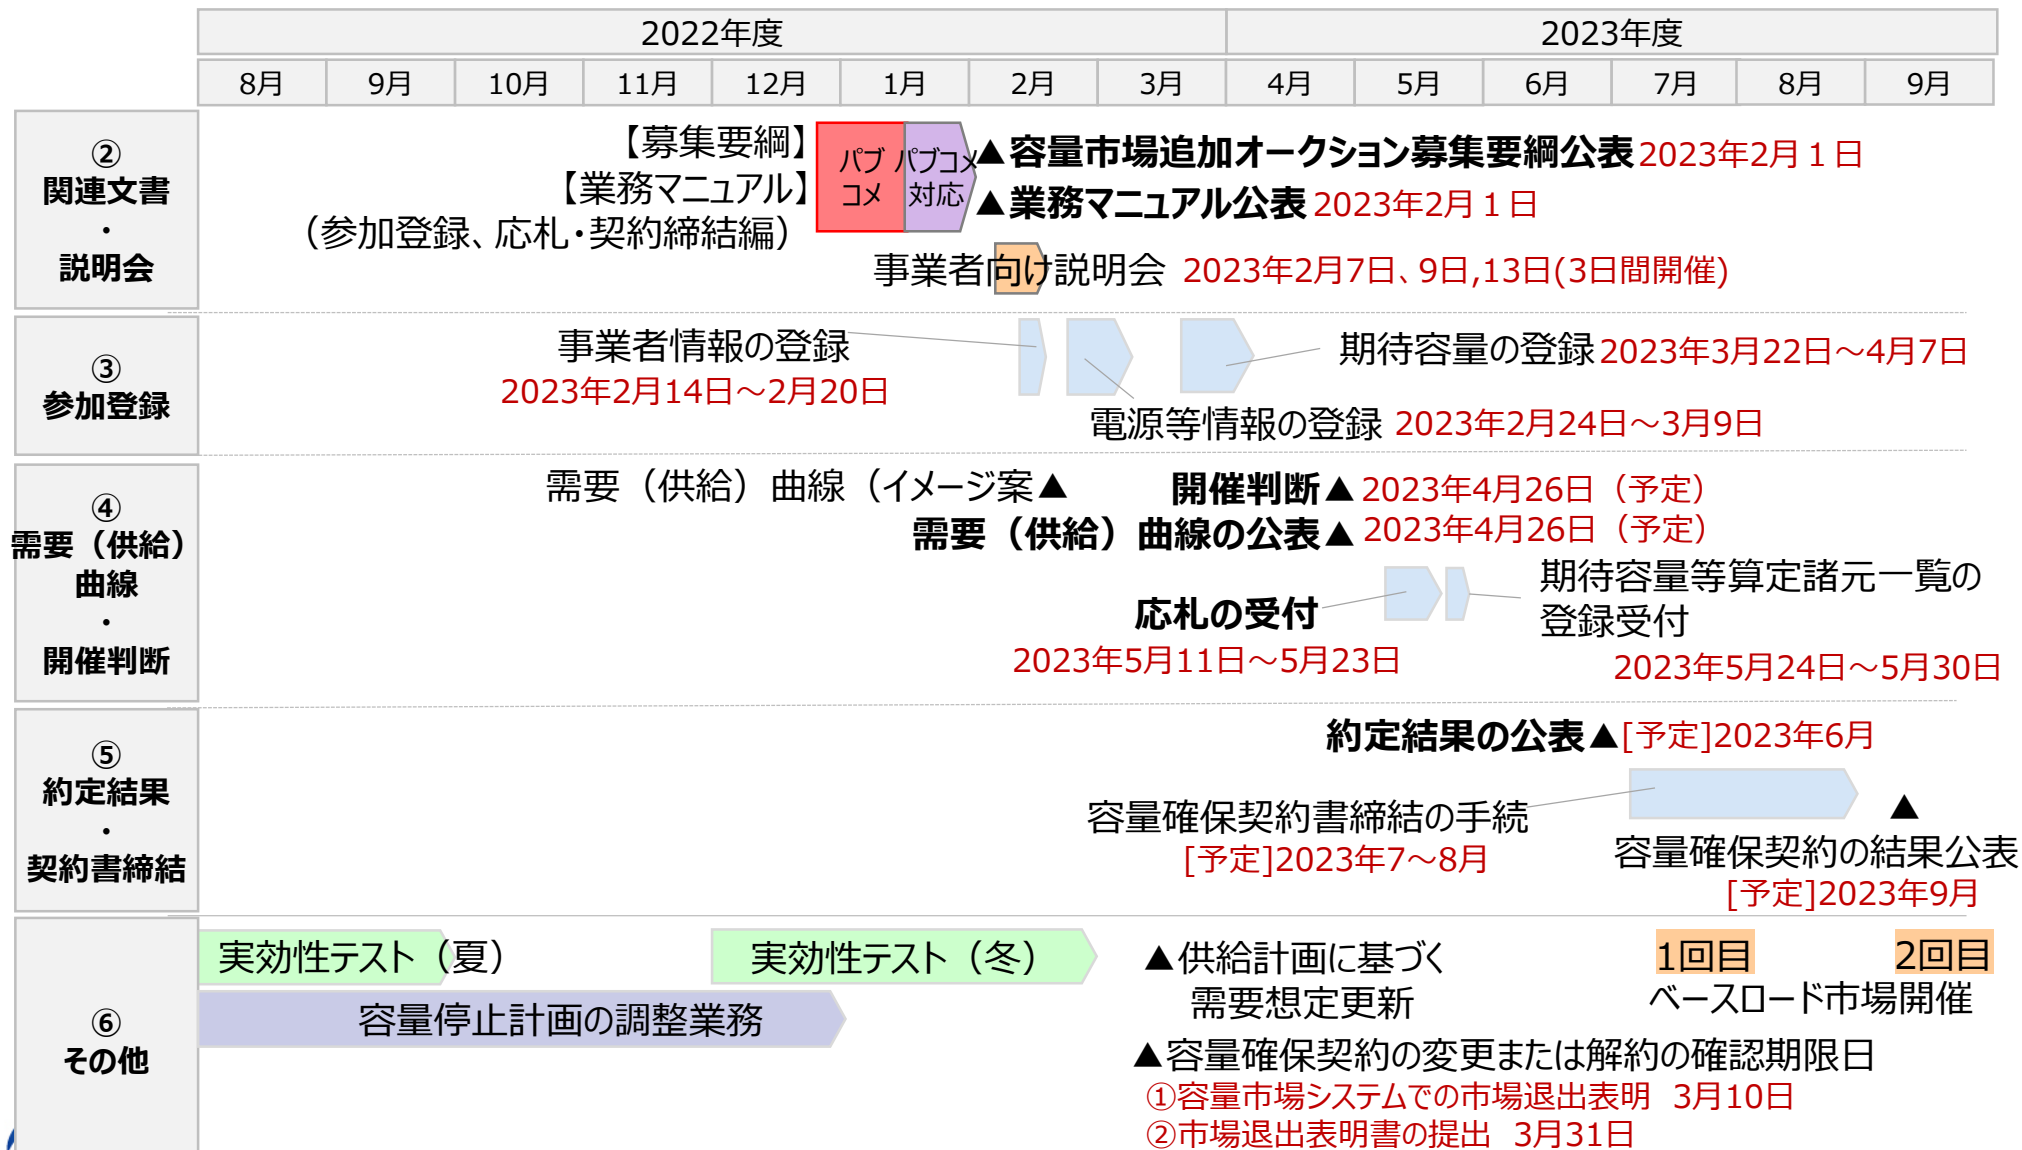 2022年度
2023年度
8月
9月
10月
11月
12月
1月
2月
3月
4月
5月
6月
7月
8月
9月
②
関連文書
・
説明会
【募集要綱】
【業務マニュアル】
（参加登録、応札・契約締結編）
パブ
コメ
パブコメ
対応
▲容量市場追加オークション募集要綱公表 2023年2月１日
▲業務マニュアル公表 2023年2月１日
事業者向け説明会 2023年2月7日、9日,13日(3日間開催)
③
参加登録
事業者情報の登録
2023年2月14日～2月20日
期待容量の登録 2023年3月22日～4月7日
電源等情報の登録 2023年2月24日～3月9日
④
需要（供給）
曲線
・
開催判断
需要（供給）曲線（イメージ案▲
開催判断▲ 2023年4月26日（予定）
需要（供給）曲線の公表▲ 2023年4月26日（予定）
応札の受付
2023年5月11日～5月23日
期待容量等算定諸元一覧の
登録受付
2023年5月24日～5月30日
⑤
約定結果
・
契約書締結
約定結果の公表▲[予定]2023年6月
容量確保契約書締結の手続
[予定]2023年7～8月
▲
容量確保契約の結果公表
[予定]2023年9月
⑥
その他
実効性テスト（夏）
実効性テスト（冬）
容量停止計画の調整業務
▲供給計画に基づく
需要想定更新
1回目
2回目
ベースロード市場開催
▲容量確保契約の変更または解約の確認期限日
①容量市場システムでの市場退出表明 3月10日
②市場退出表明書の提出 3月31日